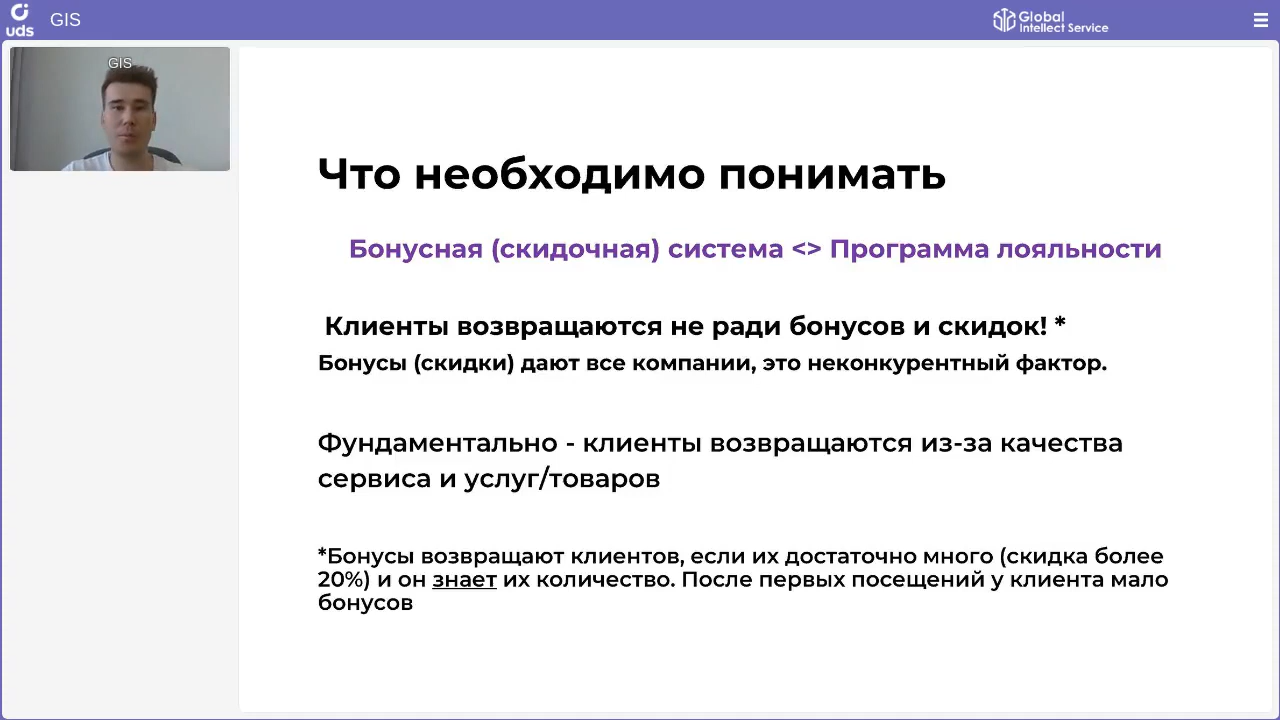 uds
GIS
Global
Intellect Service
GIS
Что необходимо понимать
Бонусная (скидочная) система <> Программа лояльности
Клиенты возвращаются не ради бонусов и скидок! *
Бонусы (скидки) дают все компании, это неконкурентный фактор.
Фундаментально - клиенты возвращаются из-за качества
сервиса и услуг/товаров
*Бонусы возвращают клиентов, если их достаточно много (скидка более
20%) и он знает их количество. После первых посещений у клиента мало
бонусов